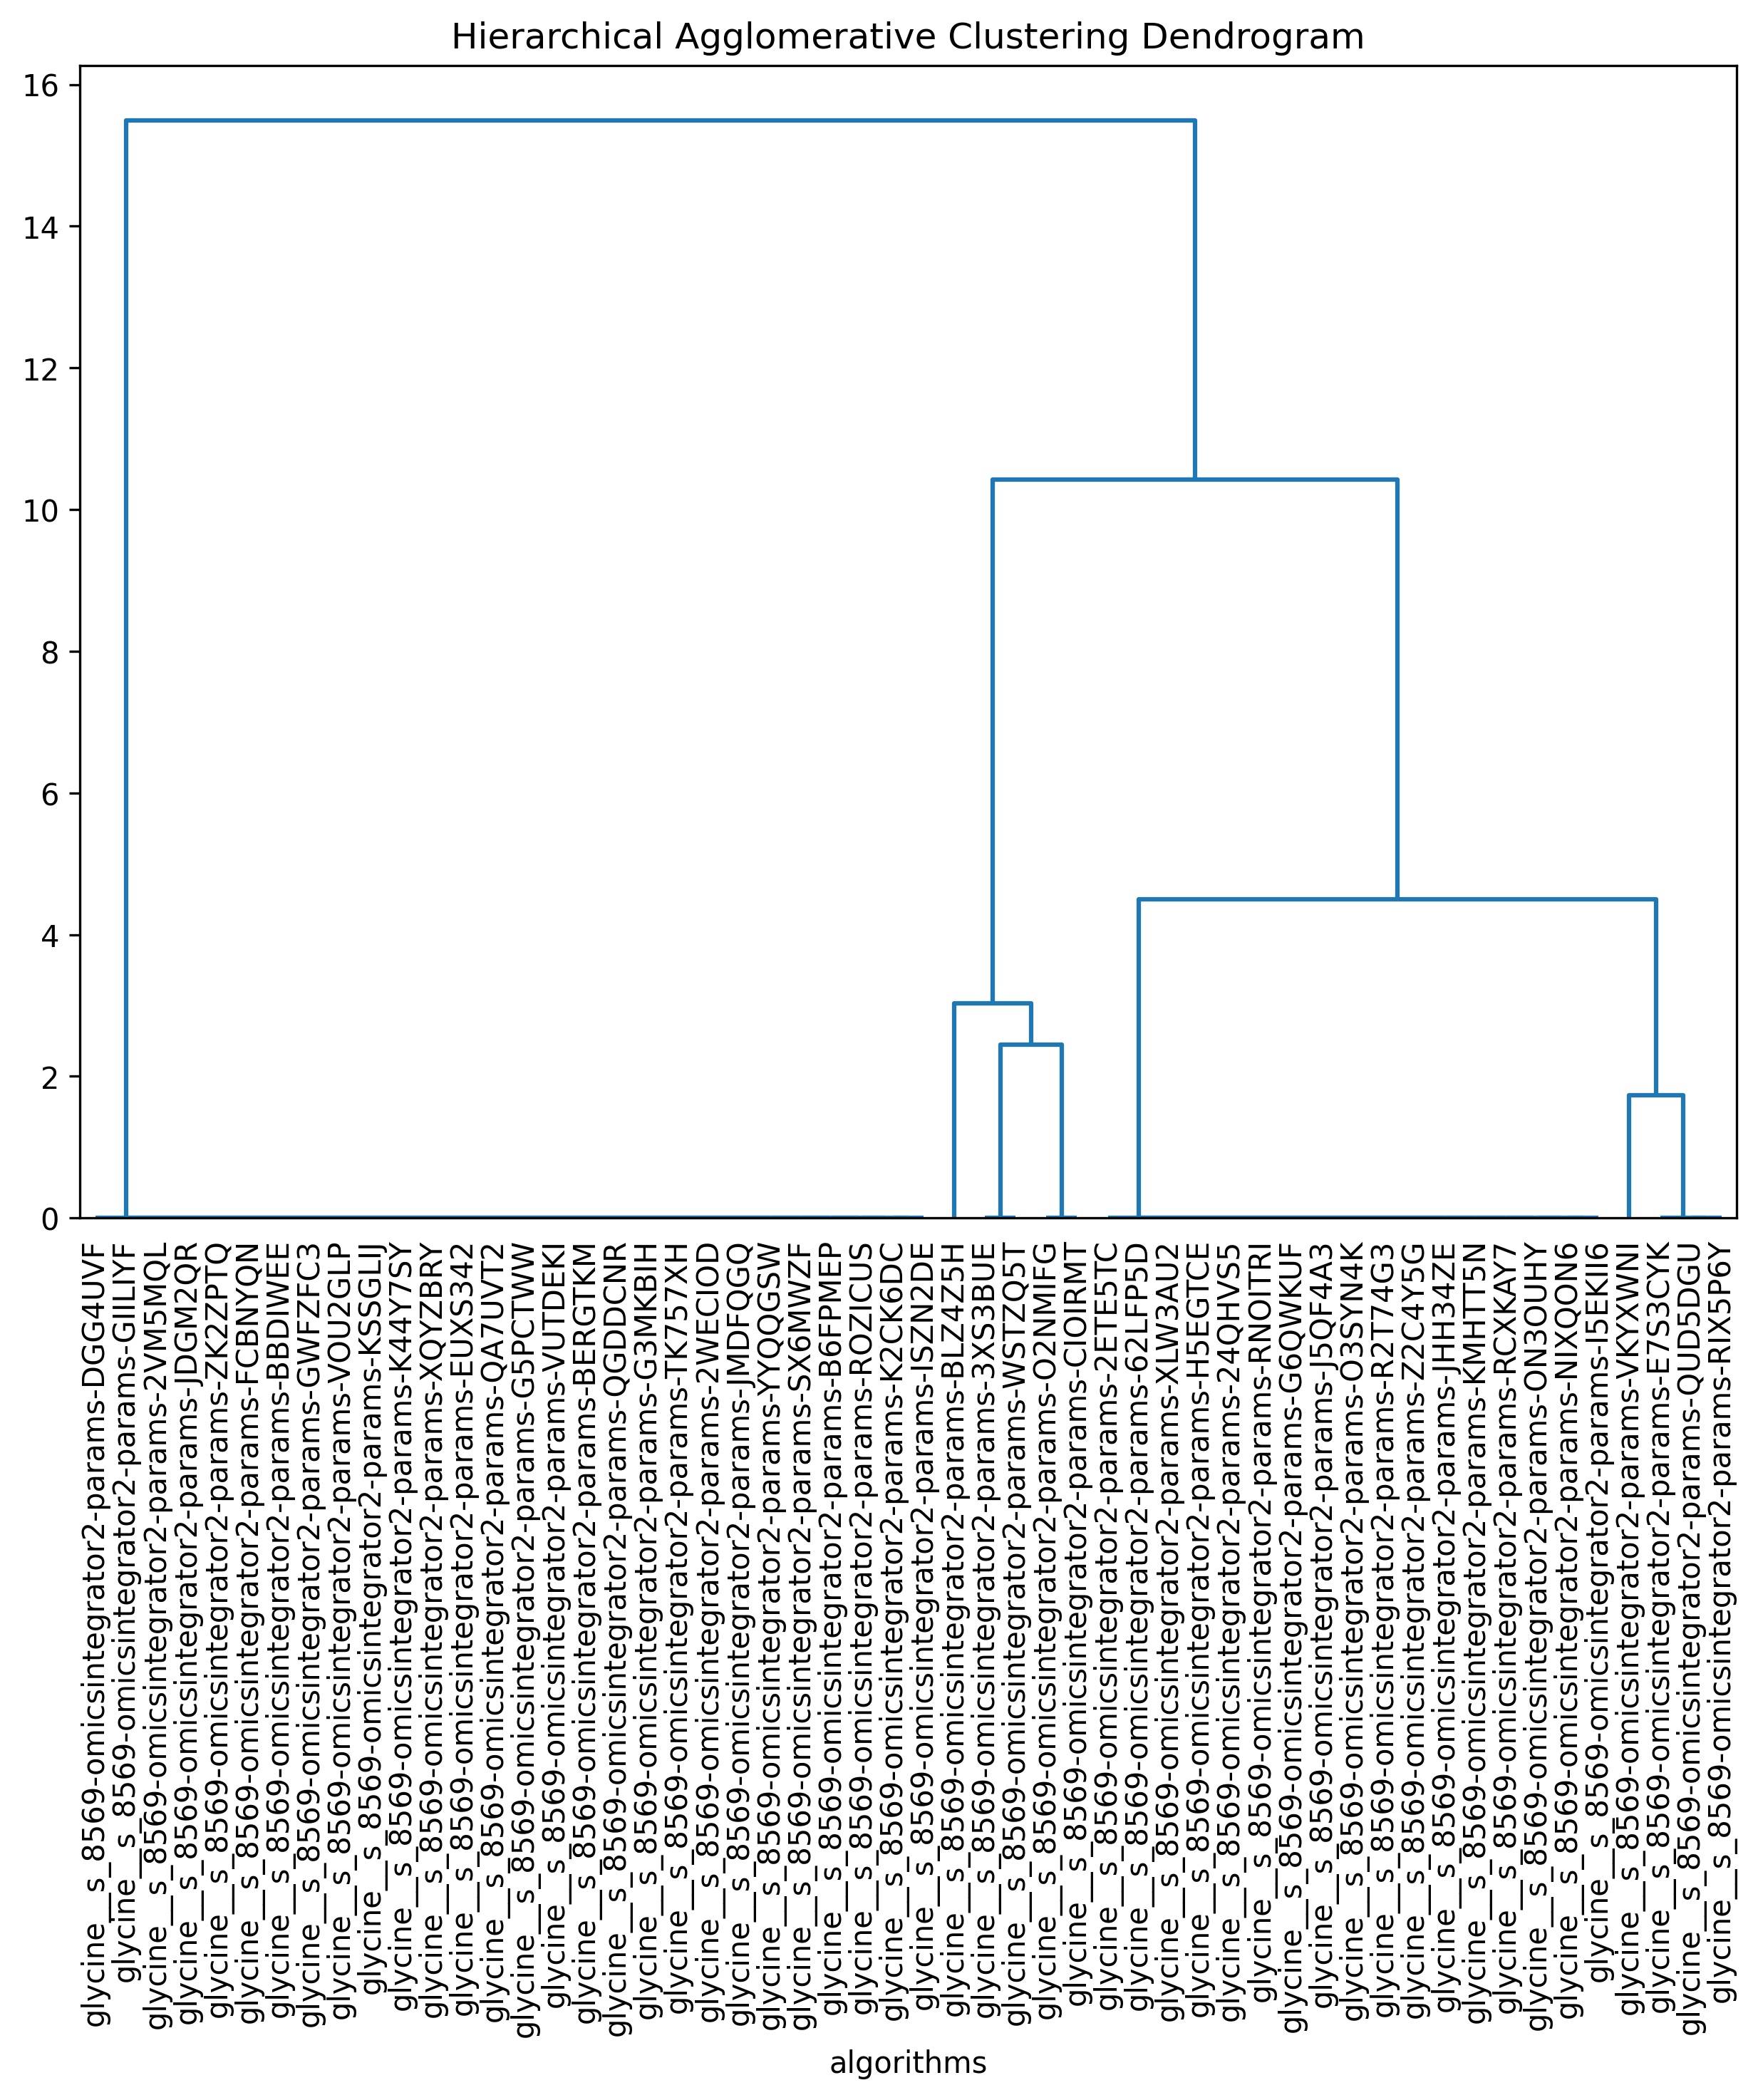 Hierarchical Agglomerative Clustering Dendrogram
16
14
12
10
8
6
4
2
0
glycine__s_8569-omicsintegrator2-params-DGG4UVF
glycine__s_8569-omicsintegrator2-params-GIILIYF
glycine__s_8569-omicsintegrator2-params-2VM5MQL
glycine__s_8569-omicsintegrator2-params-JDGM2QR
glycine__s_8569-omicsintegrator2-params-ZK2ZPTQ
glycine__s_8569-omicsintegrator2-params-FCBNYQN
glycine__s_8569-omicsintegrator2-params-BBDIWEE
glycine__s_8569-omicsintegrator2-params-GWFZFC3
glycine__s_8569-omicsintegrator2-params-VOU2GLP
glycine__s_8569-omicsintegrator2-params-KSSGLIJ
glycine__s_8569-omicsintegrator2-params-K44Y7SY
glycine__s_8569-omicsintegrator2-params-XQYZBRY
glycine__s_8569-omicsintegrator2-params-EUXS342
glycine__s_8569-omicsintegrator2-params-QA7UVT2
glycine__s_8569-omicsintegrator2-params-G5PCTWW
glycine__s_8569-omicsintegrator2-params-VUTDEKI
glycine__s_8569-omicsintegrator2-params-BERGTKM
glycine__s_8569-omicsintegrator2-params-QGDDCNR
glycine__s_8569-omicsintegrator2-params-G3MKBIH
glycine__s_8569-omicsintegrator2-params-TK757XH
glycine__s_8569-omicsintegrator2-params-2WECIOD
glycine__s_8569-omicsintegrator2-params-JMDFQGQ
glycine__s_8569-omicsintegrator2-params-YYQQGSW
glycine__s_8569-omicsintegrator2-params-SX6MWZF
glycine__s_8569-omicsintegrator2-params-B6FPMEP
glycine__s_8569-omicsintegrator2-params-ROZICUS
glycine__s_8569-omicsintegrator2-params-K2CK6DC
glycine__s_8569-omicsintegrator2-params-ISZN2DE
glycine__s_8569-omicsintegrator2-params-BLZ4Z5H
glycine__s_8569-omicsintegrator2-params-3XS3BUE
glycine__s_8569-omicsintegrator2-params-WSTZQ5T
glycine__s_8569-omicsintegrator2-params-O2NMIFG
glycine__s_8569-omicsintegrator2-params-CIOIRMT
glycine__s_8569-omicsintegrator2-params-2ETE5TC
glycine__s_8569-omicsintegrator2-params-62LFP5D
glycine__s_8569-omicsintegrator2-params-XLW3AU2
glycine__s_8569-omicsintegrator2-params-H5EGTCE
glycine__s_8569-omicsintegrator2-params-24QHVS5
glycine__s_8569-omicsintegrator2-params-RNOITRI
glycine__s_8569-omicsintegrator2-params-G6QWKUF
glycine__s_8569-omicsintegrator2-params-J5QF4A3
glycine__s_8569-omicsintegrator2-params-O3SYN4K
glycine__s_8569-omicsintegrator2-params-R2T74G3
glycine__s_8569-omicsintegrator2-params-Z2C4Y5G
glycine__s_8569-omicsintegrator2-params-JHH34ZE
glycine__s_8569-omicsintegrator2-params-KMHTT5N
glycine__s_8569-omicsintegrator2-params-RCXKAY7
glycine__s_8569-omicsintegrator2-params-ON3OUHY
glycine__s_8569-omicsintegrator2-params-NIXQON6
glycine__s_8569-omicsintegrator2-params-I5EKII6
glycine__s_8569-omicsintegrator2-params-VKYXWNI
glycine__s_8569-omicsintegrator2-params-E7S3CYK
glycine__s_8569-omicsintegrator2-params-QUD5DGU
glycine__s_8569-omicsintegrator2-params-RIX5P6Y
algorithms